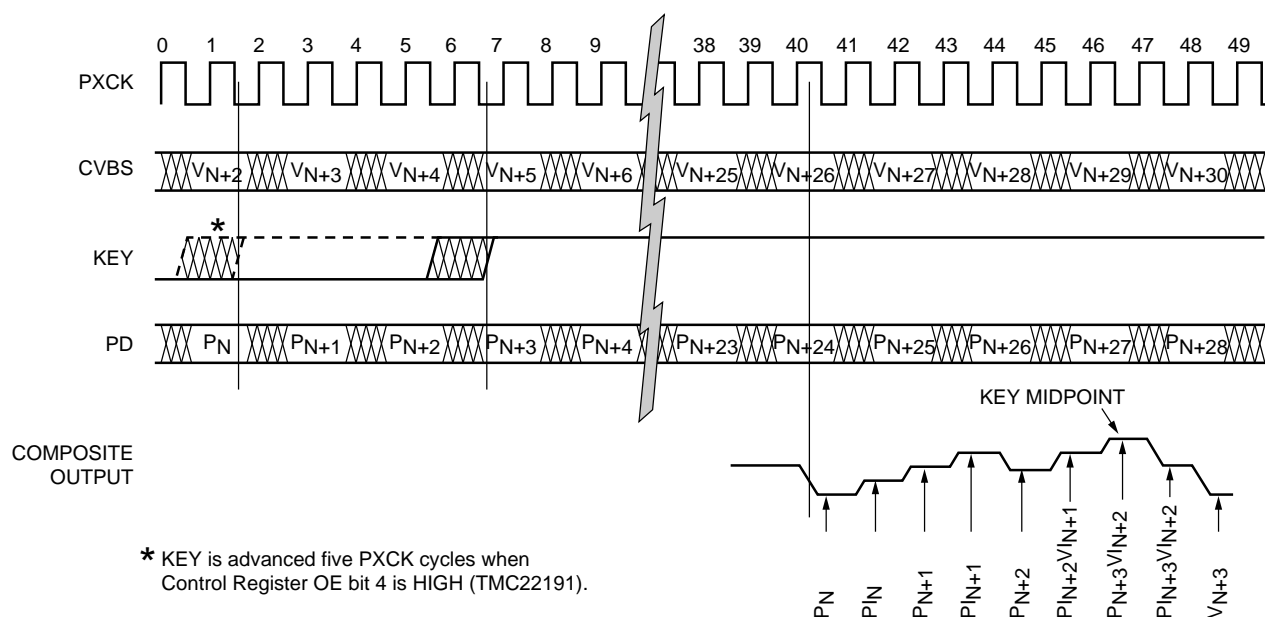 0 1 2 3 4 5 6 7 8 9 38 39 40 41 42 43 44 45 46 47 48 49
PXCK
CVBS VN+2 VN+3 VN+4 VN+5 VN+6 VN+25 VN+26 VN+27 VN+28 VN+29 VN+30
*
KEY
PD PN PN+1 PN+2 PN+3 PN+4 PN+23 PN+24 PN+25 PN+26 PN+27 PN+28
KEY MIDPOINT
COMPOSITE
OUTPUT
* KEY is advanced five PXCK cycles when
Control Register OE bit 4 is HIGH (TMC22191).
PN
PIN
PN+1
PIN+1
PN+2
PIN+2VIN+1
PN+3VIN+2
PIN+3VIN+2
VN+3